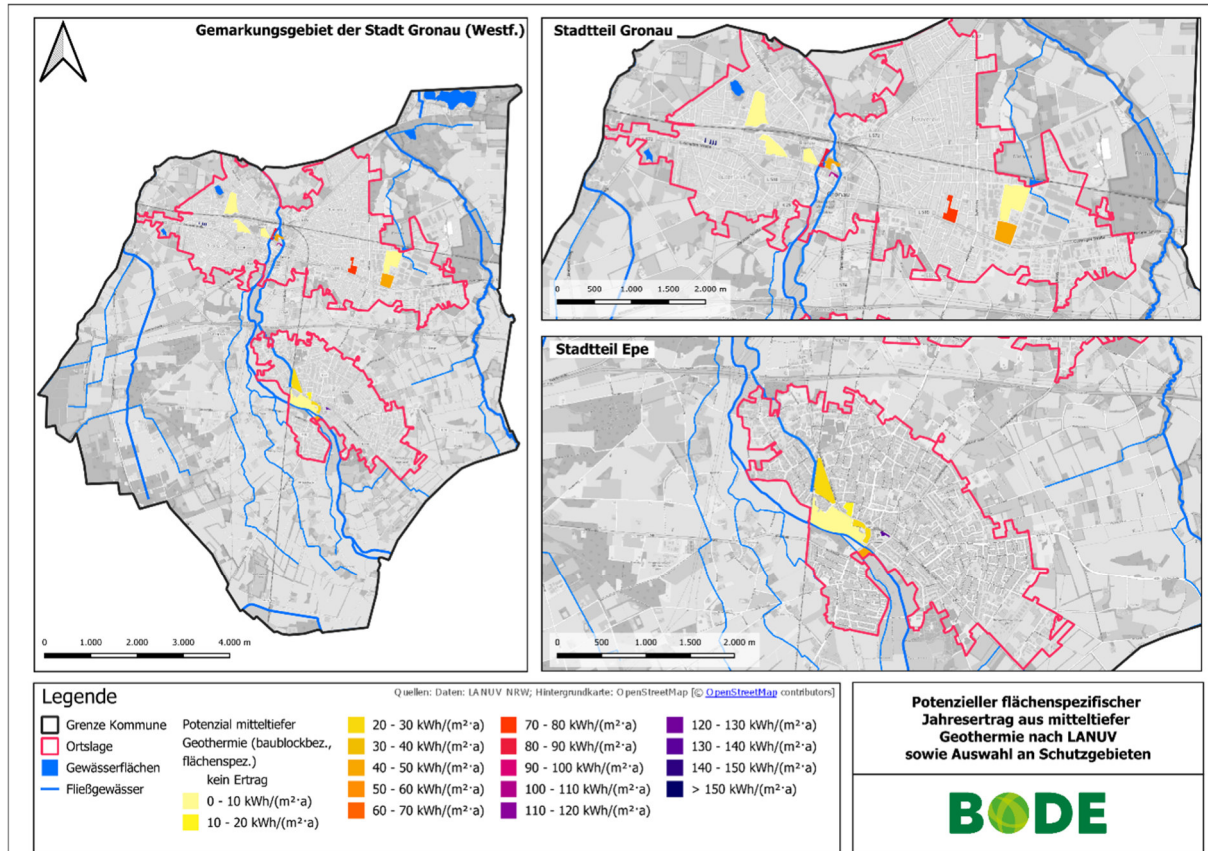 Gemarkungsgebiet der Stadt Gronau (Westf.)
0 1.000 2.000 3.000 4.000 m
Stadtteil Gronau
0 500 1.000 1.500 2.000 m
Stadtteil Epe
0 500 1.000 1.500 2.000 m
Legende
Quellen: Daten: LANUV NRW; Hintergrundkarte: OpenStreetMap [© OpenStreetMap contributors]
Grenze Kommune
Ortslage
Gewässerflächen
Fließgewässer
Potenzial mitteltiefer
Geothermie (baublockbez.,
flächenspez.)
kein Ertrag
0 - 10 kWh/(m²·a)
10 - 20 kWh/(m²·a)
20 - 30 kWh/(m²·a)
30 - 40 kWh/(m²·a)
40 - 50 kWh/(m²·a)
50 - 60 kWh/(m²·a)
60 - 70 kWh/(m²·a)
70 - 80 kWh/(m²·a)
80 - 90 kWh/(m²·a)
90 - 100 kWh/(m²·a)
100 - 110 kWh/(m²·a)
110 - 120 kWh/(m²·a)
120 - 130 kWh/(m²·a)
130 - 140 kWh/(m²·a)
140 - 150 kWh/(m²·a)
> 150 kWh/(m²·a)
Potenzieller flächenspezifischer
Jahresertrag aus mitteltiefer
Geothermie nach LANUV
sowie Auswahl an Schutzgebieten
BODE